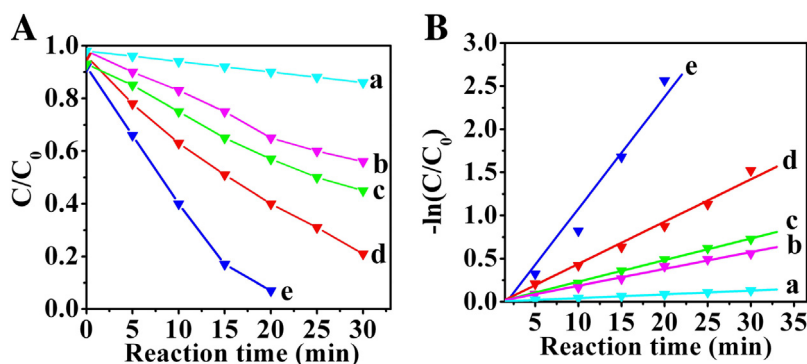 A
C/C0
1.0
0.8
0.6
0.4
0.2
0.0
0 5 10 15 20 25 30
Reaction time (min)
a
b
c
d
e
B
-ln(C/C0)
3.0
2.5
2.0
1.5
1.0
0.5
0.0
5 10 15 20 25 30 35
Reaction time (min)
e
d
c
b
a